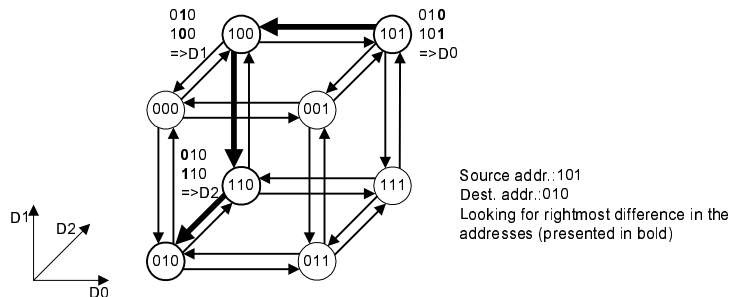 010
100
=>D1
100
101
010
101
=>D0
000
001
010
110
=>D2
110
111
Source addr.:101
Dest. addr.:010
Looking for rightmost difference in the
addresses (presented in bold)
D1
D2
D0
010
011